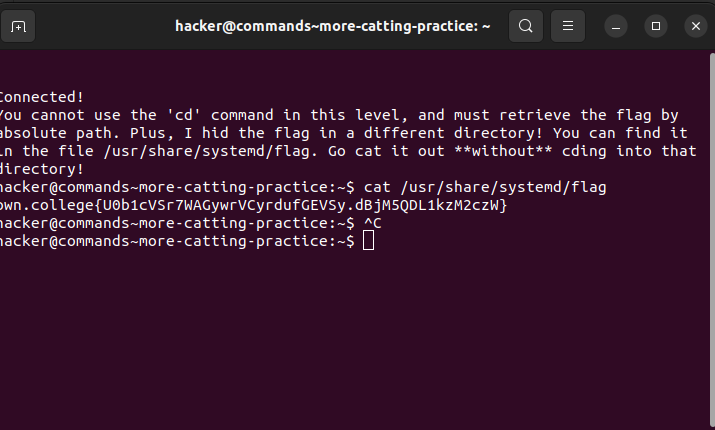 hacker@commands~more-catting-practice: ~
Connected!
You cannot use the 'cd' command in this level, and must retrieve the flag by
absolute path. Plus, I hid the flag in a different directory! You can find it
in the file /usr/share/systemd/flag. Go cat it out **without** cding into that
directory!
hacker@commands~more-catting-practice:~$ cat /usr/share/systemd/flag
pwn.college{U0b1cVSr7WAGywrVCyrdufGEVSy.dBjM5QDL1kzM2czW}
hacker@commands~more-catting-practice:~$ ^C
hacker@commands~more-catting-practice:~$